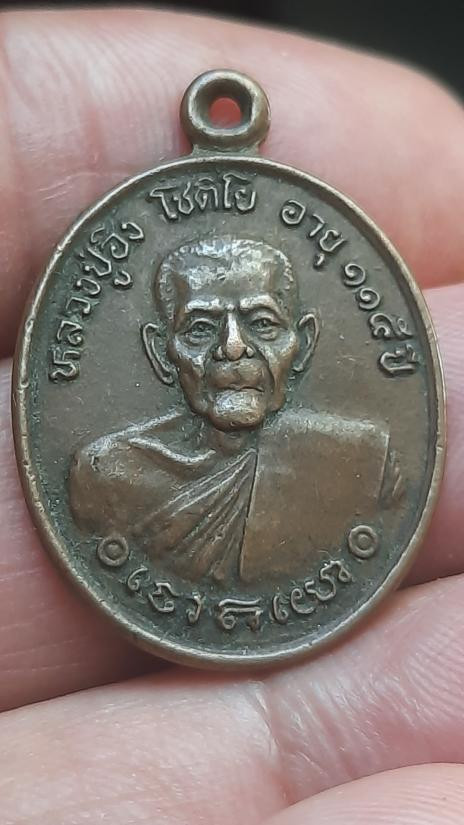 หลวงปู่อิง โชติโย อายุ ๑๑๕ ปี